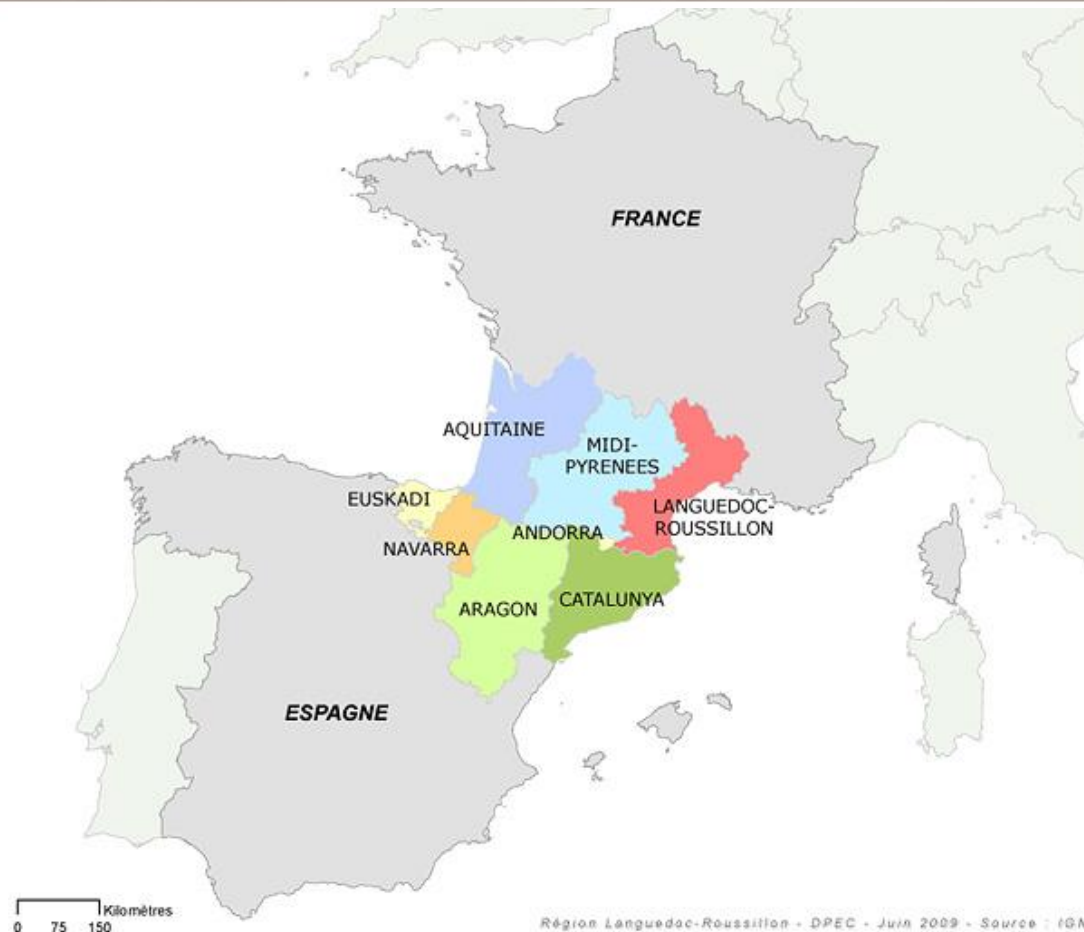 FRANCE
AQUITAINE
MIDI-
PYRENEES
EUSKADI
LANGUEDOC-
ROUSSILLON
ANDORRA
NAVARRA
CATALUNYA
ARAGON
ESPAGNE
Kilomètres
0 75 150
Région Languedoc-Roussillon - DPEC - Juin 2009 - Source : IGN